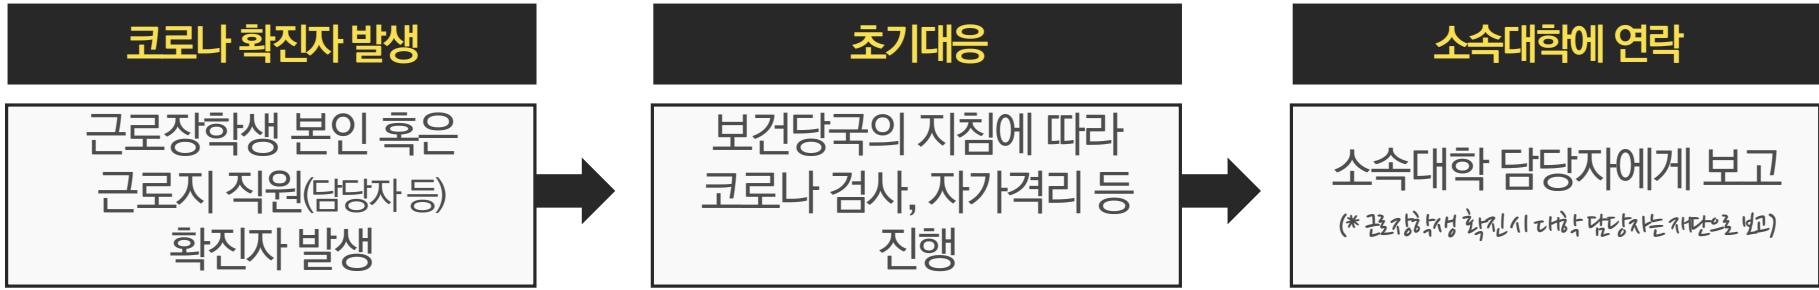 코로나 확진자 발생
근로장학생 본인 혹은
근로지 직원(담당자 등)
확진자 발생
초기대응
보건당국의 지침에 따라
코로나 검사, 자가격리 등
진행
소속대학에 연락
소속대학 담당자에게 보고
(* 근로장학생 확진 시 대학 담당자는 재단으로 보고)